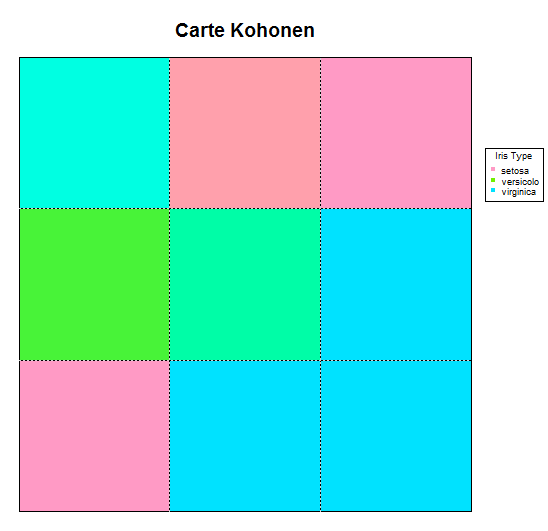 Carte Kohonen
Iris Type
setosa
versicolo
virginica